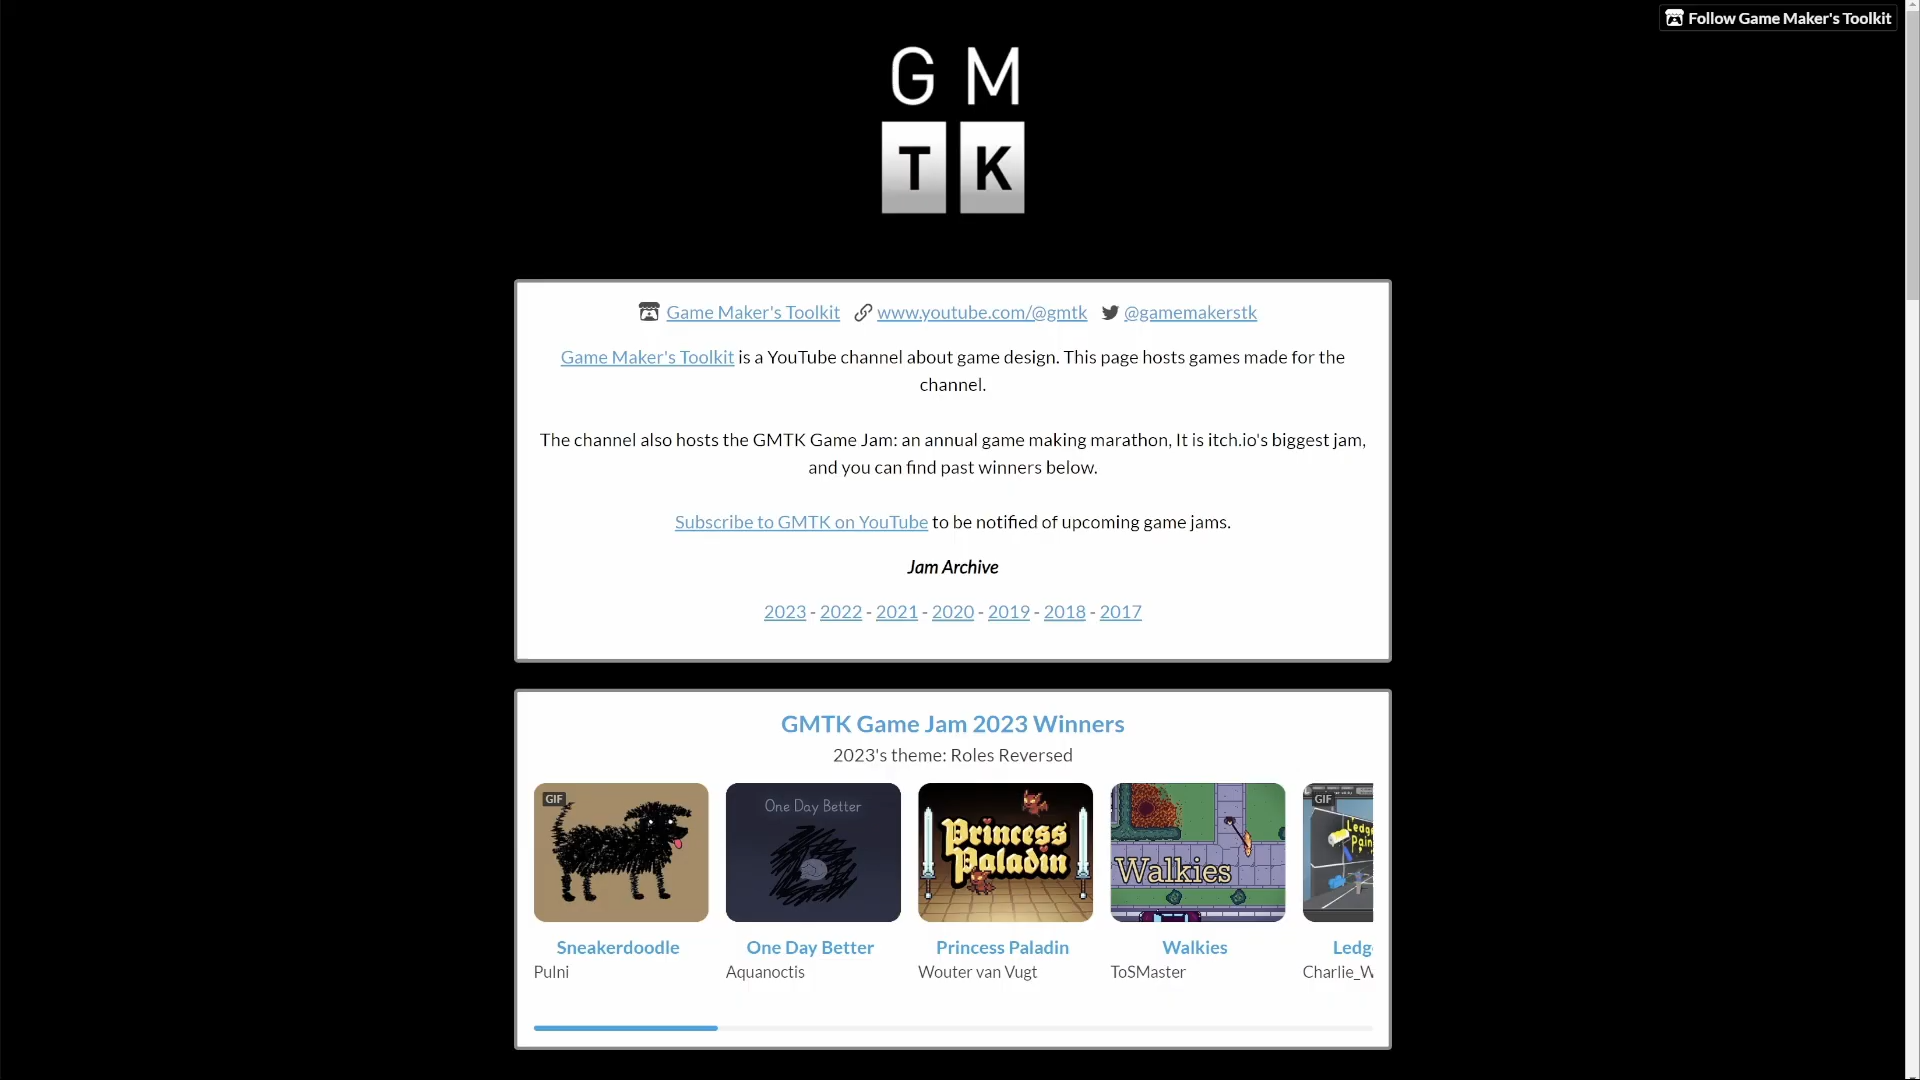 Follow Game Maker's Toolkit
G M
T K
Game Maker's Toolkit www.youtube.com/@gmtk @gamemakerstk
Game Maker's Toolkit is a YouTube channel about game design. This page hosts games made for the
channel.
The channel also hosts the GMTK Game Jam: an annual game making marathon, It is itch.io's biggest jam,
and you can find past winners below.
Subscribe to GMTK on YouTube to be notified of upcoming game jams.
Jam Archive
2023 - 2022 - 2021 - 2020 - 2019 - 2018 - 2017
GMTK Game Jam 2023 Winners
2023's theme: Roles Reversed
GIF
One Day Better
Princess
Paladin
Walkies
GIF
Sneakerdoodle One Day Better Princess Paladin Walkies
Pulni Aquanoctis Wouter van Vugt ToSMaster